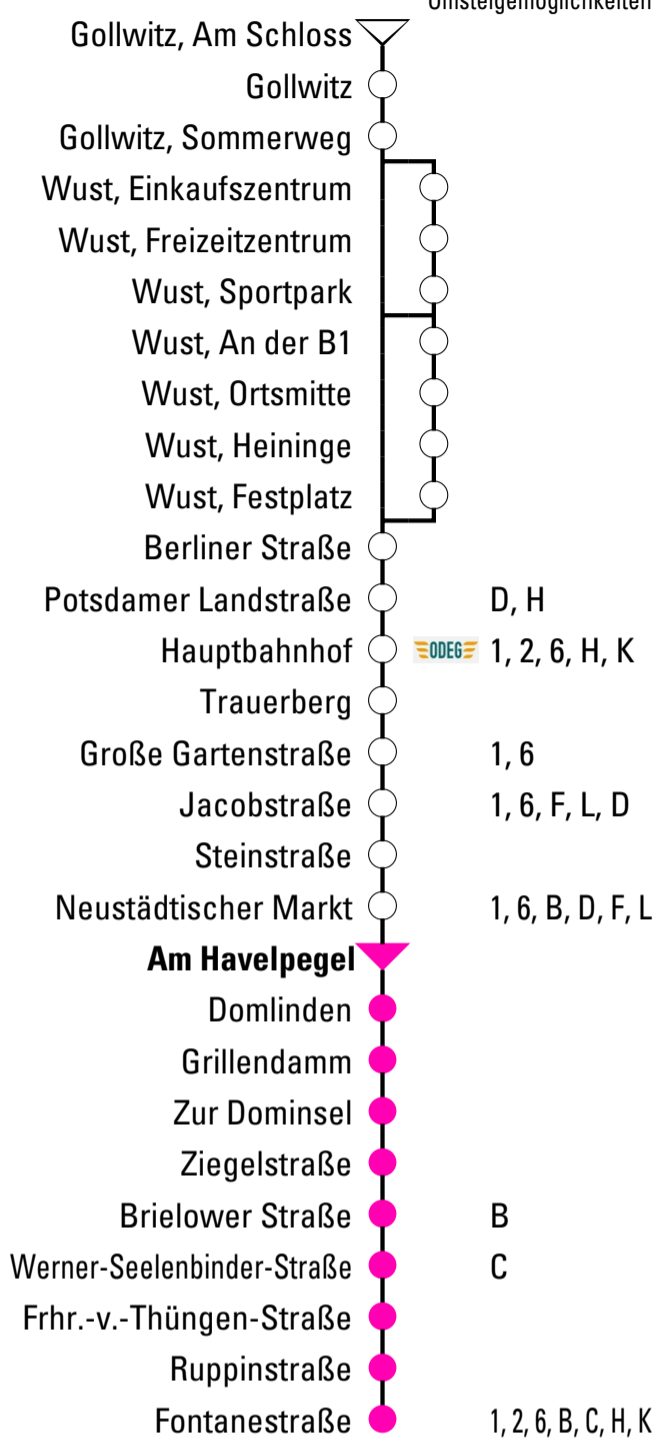 Umsteigemöglichkeiten
Gollwitz, Am Schloss
Gollwitz
Gollwitz, Sommerweg
Wust, Einkaufszentrum
Wust, Freizeitzentrum
Wust, Sportpark
Wust, An der B1
Wust, Ortsmitte
Wust, Heininge
Wust, Festplatz
Berliner Straße
Potsdamer Landstraße D, H
Hauptbahnhof ODEG 1, 2, 6, H, K
Trauerberg
Große Gartenstraße 1, 6
Jacobstraße 1, 6, F, L, D
Steinstraße
Neustädtischer Markt 1, 6, B, D, F, L
Am Havelpegel
Domlinden
Grillendamm
Zur Dominsel
Ziegelstraße
Brielower Straße B
Werner-Seelenbinder-Straße C
Frhr.-v.-Thüngen-Straße
Ruppinstraße
Fontanestraße 1, 2, 6, B, C, H, K